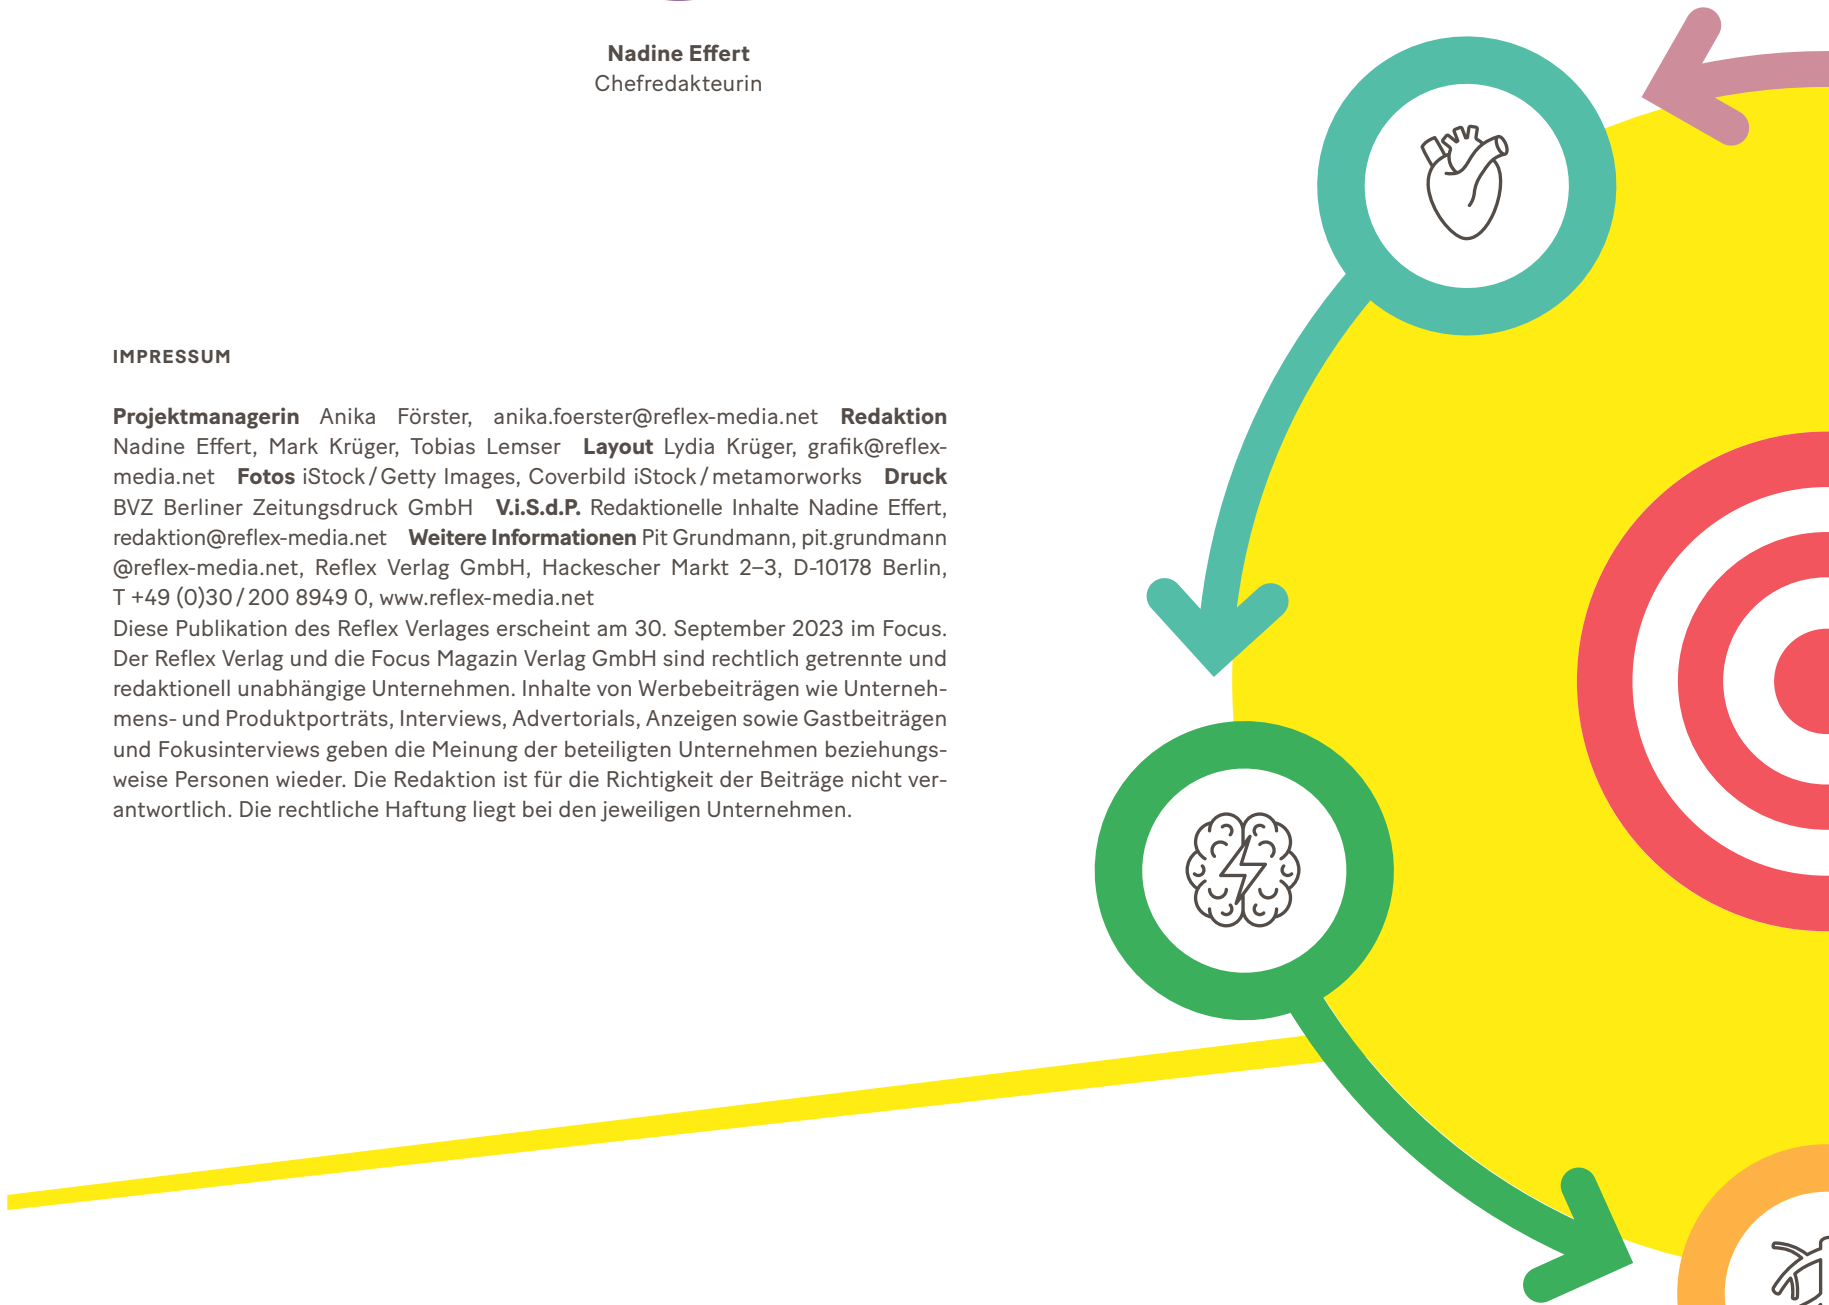 Nadine Effert
Chefredakteurin
IMPRESSUM
Projektmanagerin Anika Förster, anika.foerster@reflex-media.net Redaktion
Nadine Effert, Mark Krüger, Tobias Lemser Layout Lydia Krüger, grafik@reflex-
media.net Fotos iStock / Getty Images, Coverbild iStock / metamorworks Druck
BVZ Berliner Zeitungsdruck GmbH V.i.S.d.P. Redaktionelle Inhalte Nadine Effert,
redaktion@reflex-media.net Weitere Informationen Pit Grundmann, pit.grundmann
@reflex-media.net, Reflex Verlag GmbH, Hackescher Markt 2–3, D-10178 Berlin,
T +49 (0)30 / 200 8949 0, www.reflex-media.net
Diese Publikation des Reflex Verlages erscheint am 30. September 2023 im Focus.
Der Reflex Verlag und die Focus Magazin Verlag GmbH sind rechtlich getrennte und
redaktionell unabhängige Unternehmen. Inhalte von Werbebeiträgen wie Unterneh-
mens- und Produktporträts, Interviews, Advertorials, Anzeigen sowie Gastbeiträgen
und Fokusinterviews geben die Meinung der beteiligten Unternehmen beziehungs-
weise Personen wieder. Die Redaktion ist für die Richtigkeit der Beiträge nicht ver-
antwortlich. Die rechtliche Haftung liegt bei den jeweiligen Unternehmen.